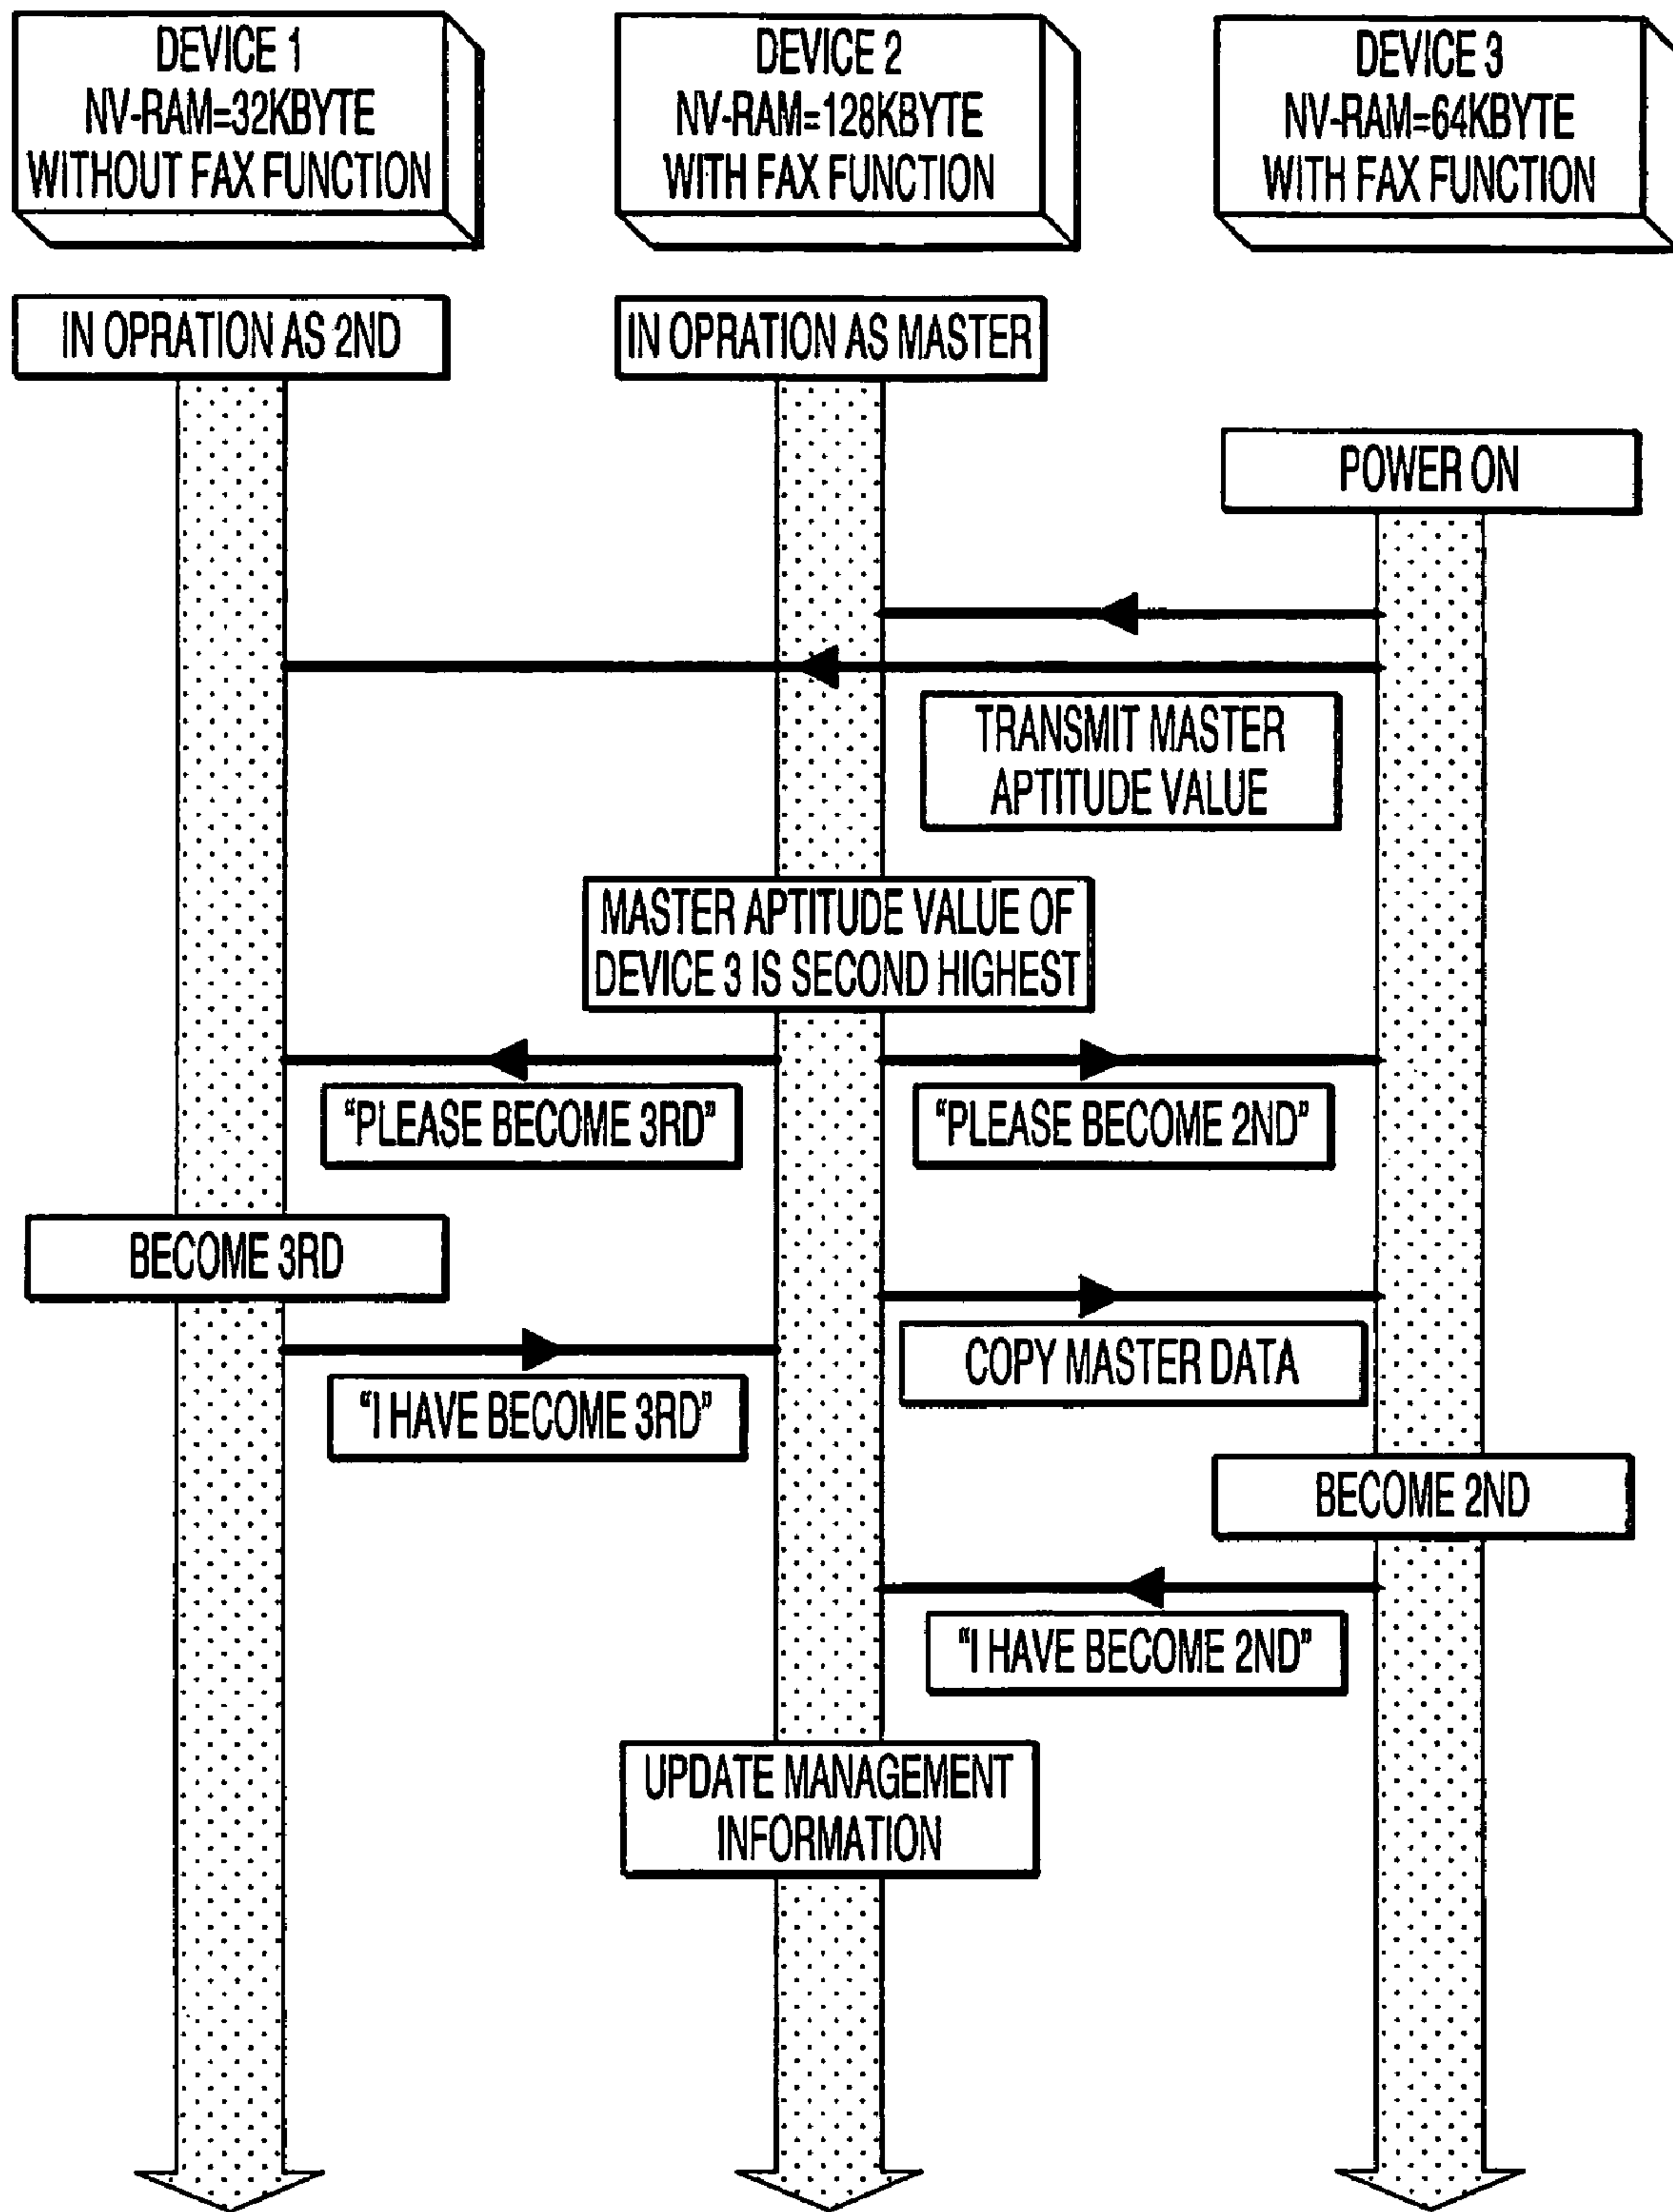 DEVICE 1
NV-RAM=32KBYTE
WITHOUT FAX FUNCTION
DEVICE 2
NV-RAM=128KBYTE
WITH FAX FUNCTION
DEVICE 3
NV-RAM=64KBYTE
WITH FAX FUNCTION
IN OPRATION AS 2ND
IN OPRATION AS MASTER
POWER ON
TRANSMIT MASTER
APTITUDE VALUE
MASTER APTITUDE VALUE OF
DEVICE 3 IS SECOND HIGHEST
“PLEASE BECOME 3RD”
“PLEASE BECOME 2ND”
BECOME 3RD
COPY MASTER DATA
“I HAVE BECOME 3RD”
BECOME 2ND
“I HAVE BECOME 2ND”
UPDATE MANAGEMENT
INFORMATION